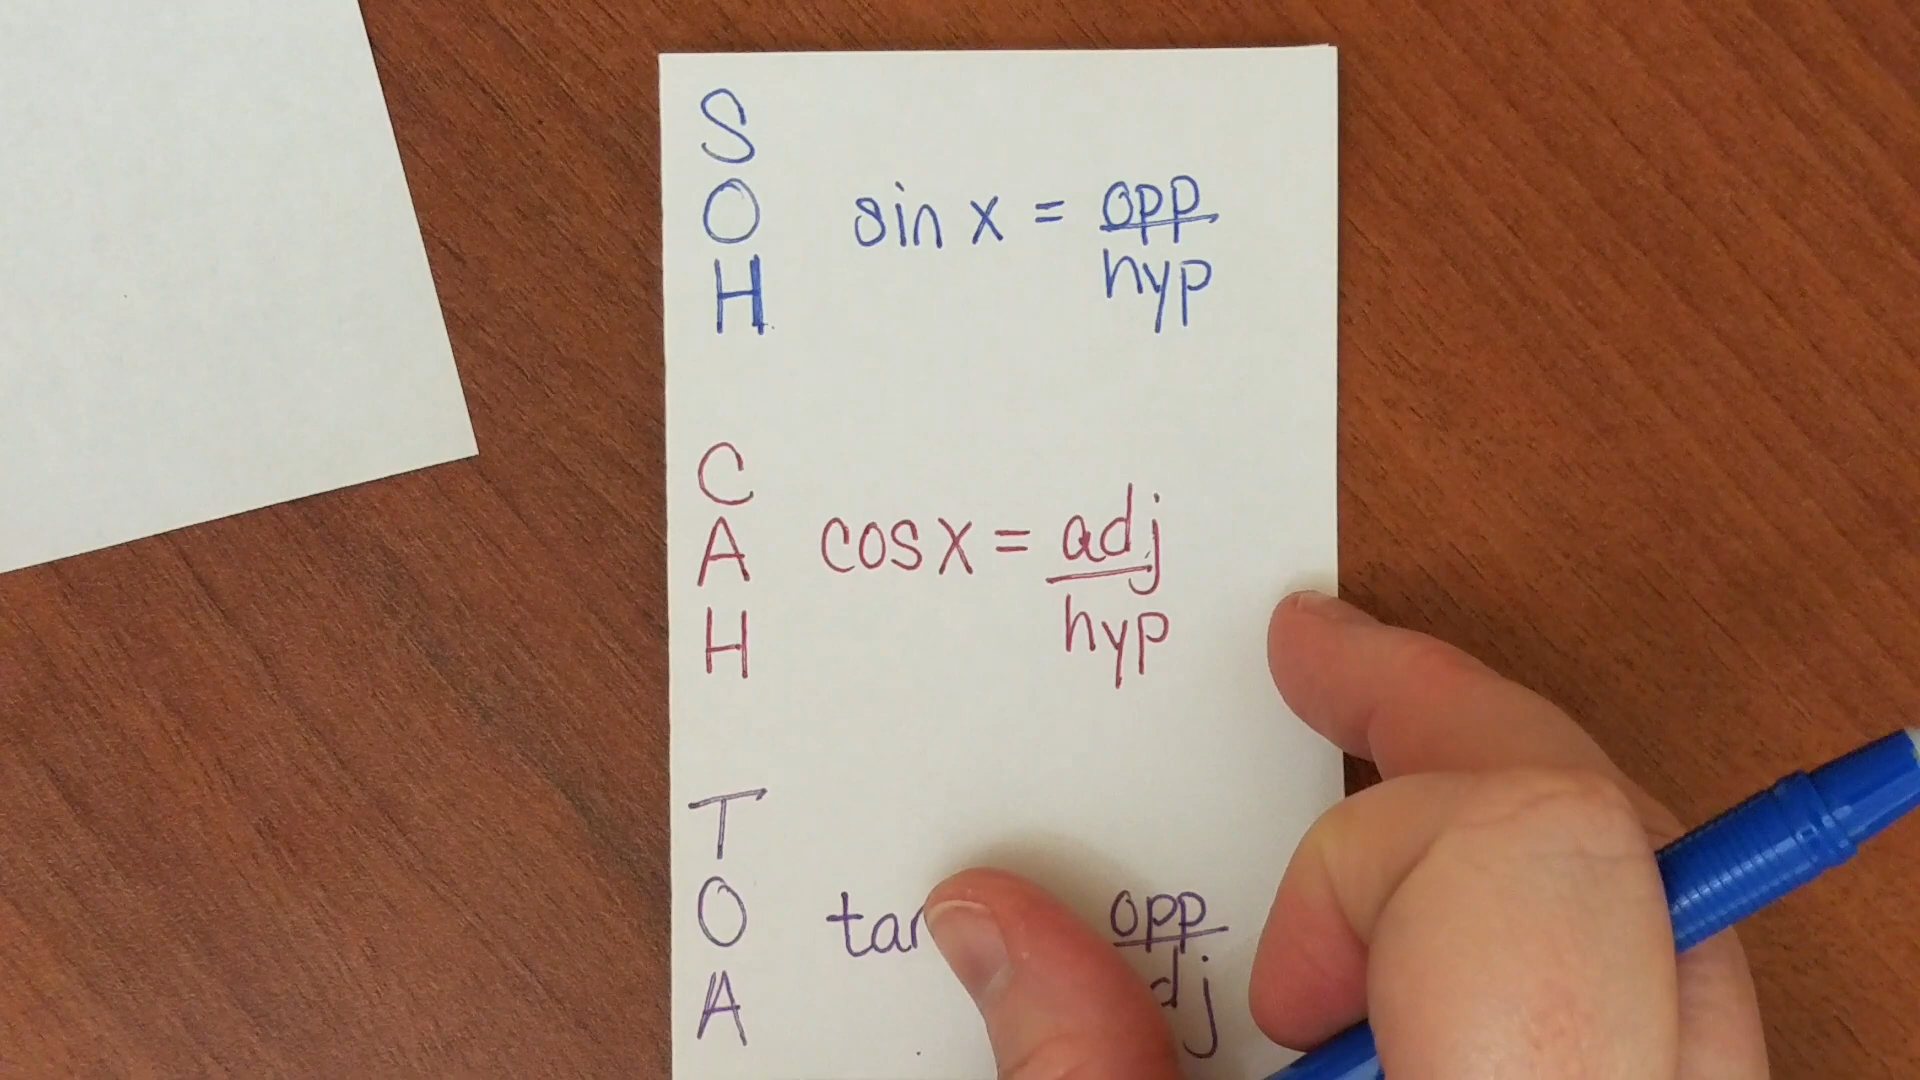 S
O
H
sin x = opp
hyp
C
A
H
cos x = adj
hyp
T
O
A
opp